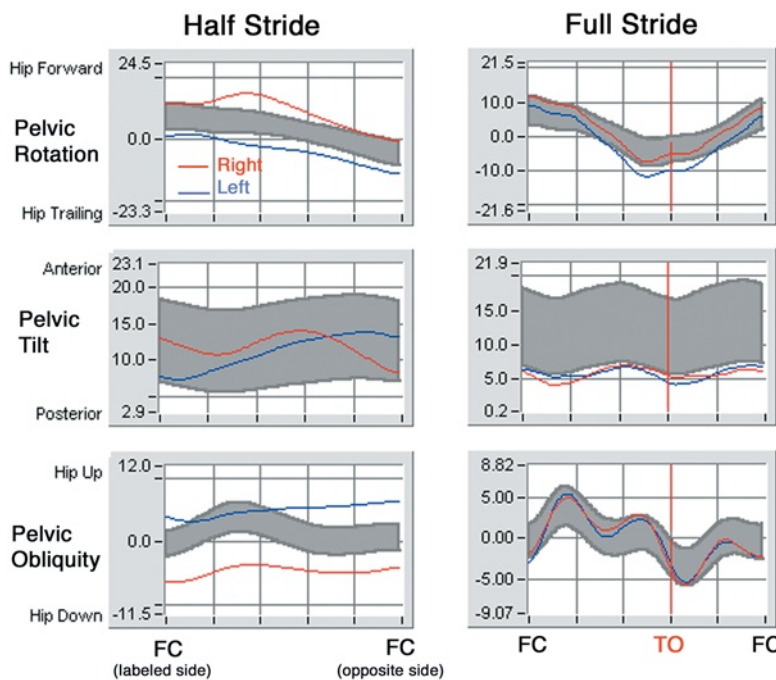 Half Stride
Full Stride
Hip Forward
24.5
Pelvic
Rotation
0.0
Right
Left
Hip Trailing
-23.3
21.5
10.0
0.0
-10.0
-21.6
Anterior
23.1
20.0
Pelvic
Tilt
15.0
10.0
Posterior
2.9
21.9
15.0
10.0
5.0
0.2
Hip Up
12.0
Pelvic
Obliquity
0.0
Hip Down
-11.5
8.82
5.00
0.00
-5.00
-9.07
FC
(labeled side)
FC
(opposite side)
FC
TO
FC